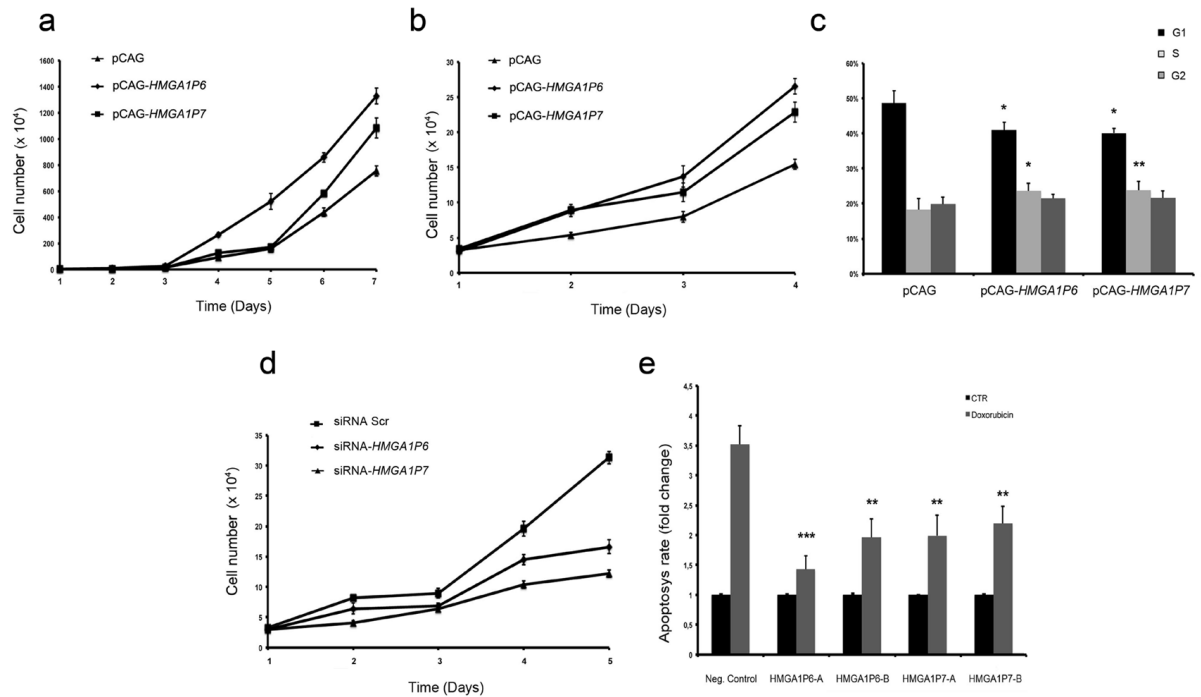 a
pCAG
pCAG-HMGA1P6
pCAG-HMGA1P7
Cell number (x 10⁴)
1600
1400
1200
1000
800
600
400
200
0
1 2 3 4 5 6 7
Time (Days)
b
pCAG
pCAG-HMGA1P6
pCAG-HMGA1P7
Cell number (x 10⁴)
30
25
20
15
10
5
0
1 2 3 4
Time (Days)
c
G1
S
G2
60%
50%
40%
30%
20%
10%
0%
* * * **
pCAG pCAG-HMGA1P6 pCAG-HMGA1P7
d
siRNA Scr
siRNA-HMGA1P6
siRNA-HMGA1P7
Cell number (x 10⁴)
35
30
25
20
15
10
5
0
1 2 3 4 5
Time (Days)
e
CTR
Doxorubicin
Apoptosys rate (fold change)
4,5
4
3,5
3
2,5
2
1,5
1
0,5
0
*** ** ** **
Neg. Control HMGA1P6-A HMGA1P6-B HMGA1P7-A HMGA1P7-B